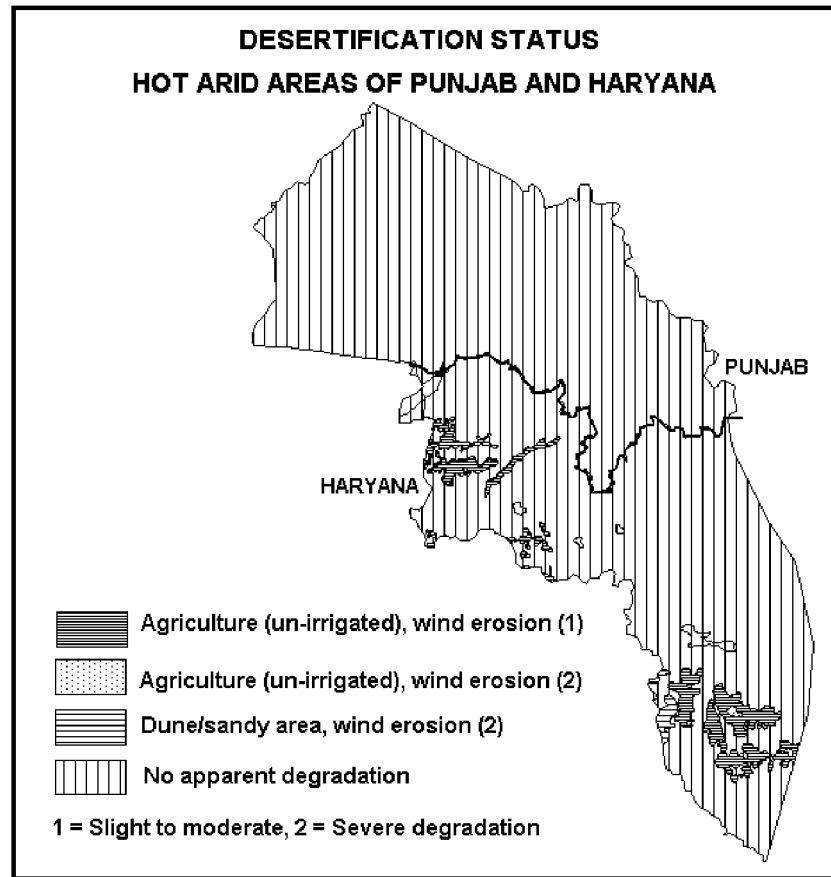 DESERTIFICATION STATUS
HOT ARID AREAS OF PUNJAB AND HARYANA
PUNJAB
HARYANA
Agriculture (un-irrigated), wind erosion (1)
Agriculture (un-irrigated), wind erosion (2)
Dune/sandy area, wind erosion (2)
No apparent degradation
1 = Slight to moderate, 2 = Severe degradation